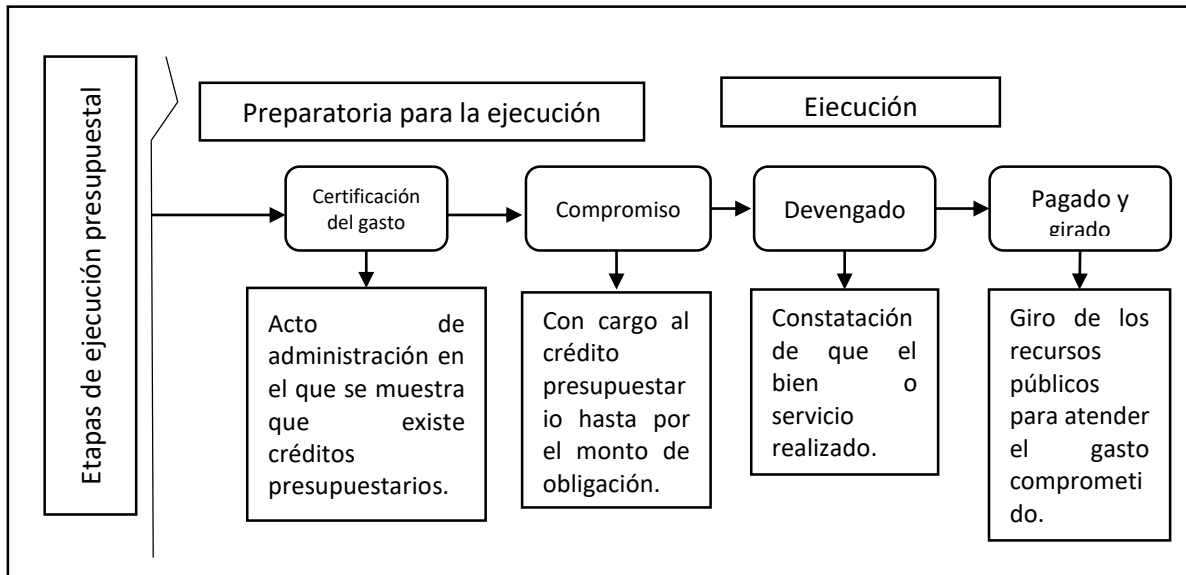 Etapas de ejecución presupuestal
Preparatoria para la ejecución
Ejecución
Certificación
del gasto
Compromiso
Devengado
Pagado y
girado
Acto de
administración en
el que se muestra
que existe
créditos
presupuestarios.
Con cargo al
crédito
presupuestar
io hasta por
el monto de
obligación.
Constatación
de que el
bien o
servicio
realizado.
Giro de los
recursos
públicos
para atender
el gasto
comprometi
do.